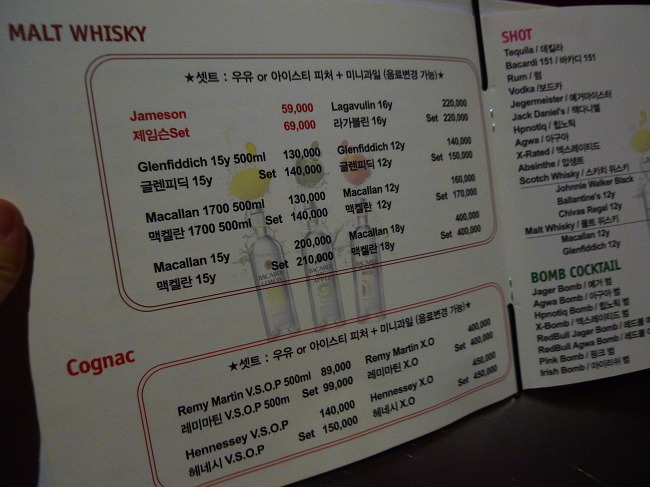 MALT WHISKY
★셋트 : 우유 or 아이스티 피처 + 미니과일 (음료변경 가능)★
Jameson 59,000
제임슨Set 69,000
Glenfiddich 15y 500ml 130,000
글렌피딕 15y Set 140,000
Macallan 1700 500ml 130,000
맥켈란 1700 500ml Set 140,000
Macallan 15y 200,000
맥켈란 15y Set 210,000
Lagavulin 16y 220,000
라가불린 16y Set 220,000
Glenfiddich 12y 140,000
글렌피딕 12y Set 150,000
Macallan 12y 160,000
맥켈란 12y Set 170,000
Macallan 18y 400,000
맥켈란 18y Set 400,000
BACARDI LIMON
BACARDI APPLE
BACARDI RED
Cognac
★셋트 : 우유 or 아이스티 피처 + 미니과일 (음료변경 가능)★
Remy Martin V.S.O.P 500ml 89,000
레미마틴 V.S.O.P 500m Set 99,000
Hennessey V.S.O.P 140,000
헤네시 V.S.O.P Set 150,000
Remy Martin X.O 400,000
레미마틴 X.O Set 400,000
Hennessey X.O 450,000
헤네시 X.O Set 450,000
SHOT
Tequila / 데킬라
Bacardi 151 / 바카디 151
Rum / 럼
Vodka /보드카
Jegermeister / 예거마이스터
Jack Daniel's / 잭다니엘
Hpnotiq / 힙노틱
Agwa / 아구아
X-Rated / 엑스레이티드
Absinthe / 압생트
Scotch Whisky / 스카치 위스키
Johnnie Walker Black
Ballantine's 12y
Chivas Regal 12y
Malt Whisky / 몰트 위스키
Macallan 12y
Glenfiddich 12y
BOMB COCKTAIL
Jager Bomb / 예거 밤
Agwa Bomb / 아구아 밤
Hpnotiq Bomb / 힙노틱 밤
X-Bomb / 엑스레이티드 밤
RedBull Jager Bomb / 레드불
RedBull Agwa Bomb / 레드불
Pink Bomb / 핑크 밤
Irish Bomb / 아이리쉬 밤